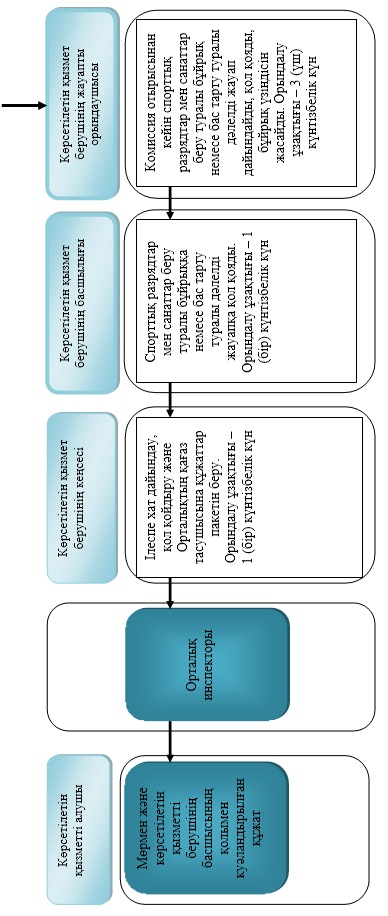 Көрсетілетін қызмет
берушінің жауапты
орындаушысы
Комиссия отырысынан
кейін спорттық
разрядтар мен санаттар
беру туралы бұйрық
немесе бас тарту туралы
дәлелді жауап
дайындайды, қол қояды,
бұйрық үзіндісін
жасайды. Орындалу
ұзақтығы – 3 (үш)
күнтізбелік күн
Көрсетілетін қызмет
берушінің басшылығы
Спорттық разрядтар
мен санаттар беру
туралы бұйрыққа
немесе бас тарту
туралы дәлелді
жауапқа қол қояды.
Орындалу ұзақтығы – 1
(бір) күнтізбелік күн
Көрсетілетін қызмет
берушінің кеңсесі
Ілеспе хат дайындау,
қол қойдыру және
Орталықтың қағаз
тасушысына құжаттар
пакетін беру.
Орындалу ұзақтығы –
1 (бір) күнтізбелік күн
Орталық
инспекторы
Көрсетілетін
қызметті алушы
Мөрмен және
көрсетілетін
қызметті
берушінің
басшысының
қолымен
куәландырылған
құжат